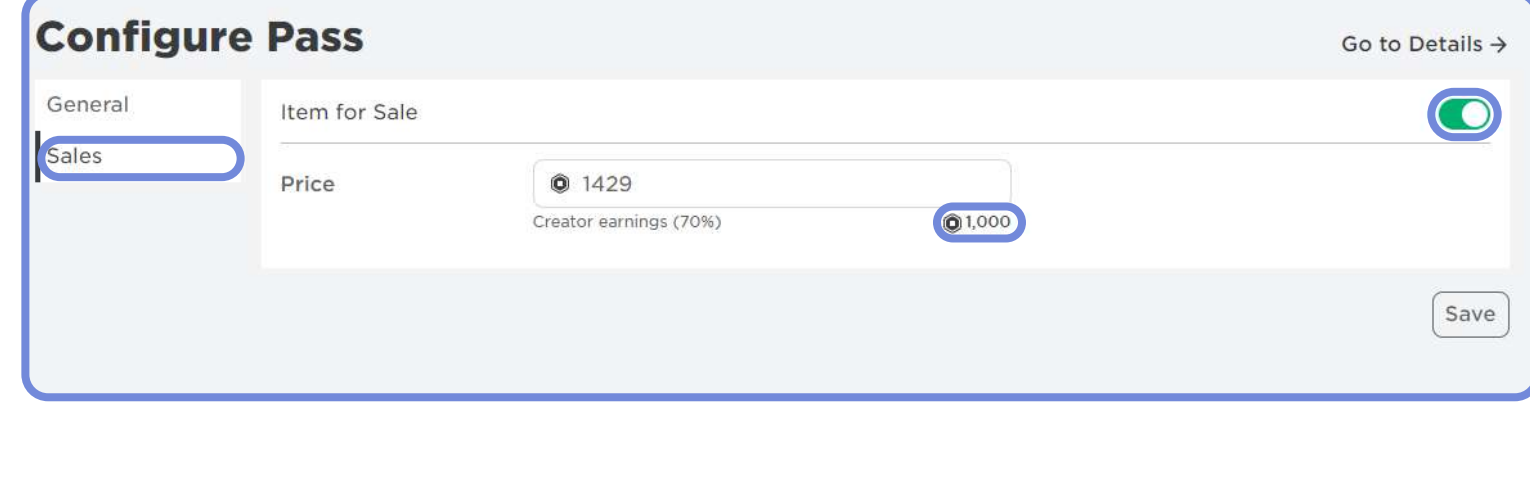 Configure Pass
Go to Details →
General
Item for Sale
Sales
Price
1429
Creator earnings (70%)
1,000
Save